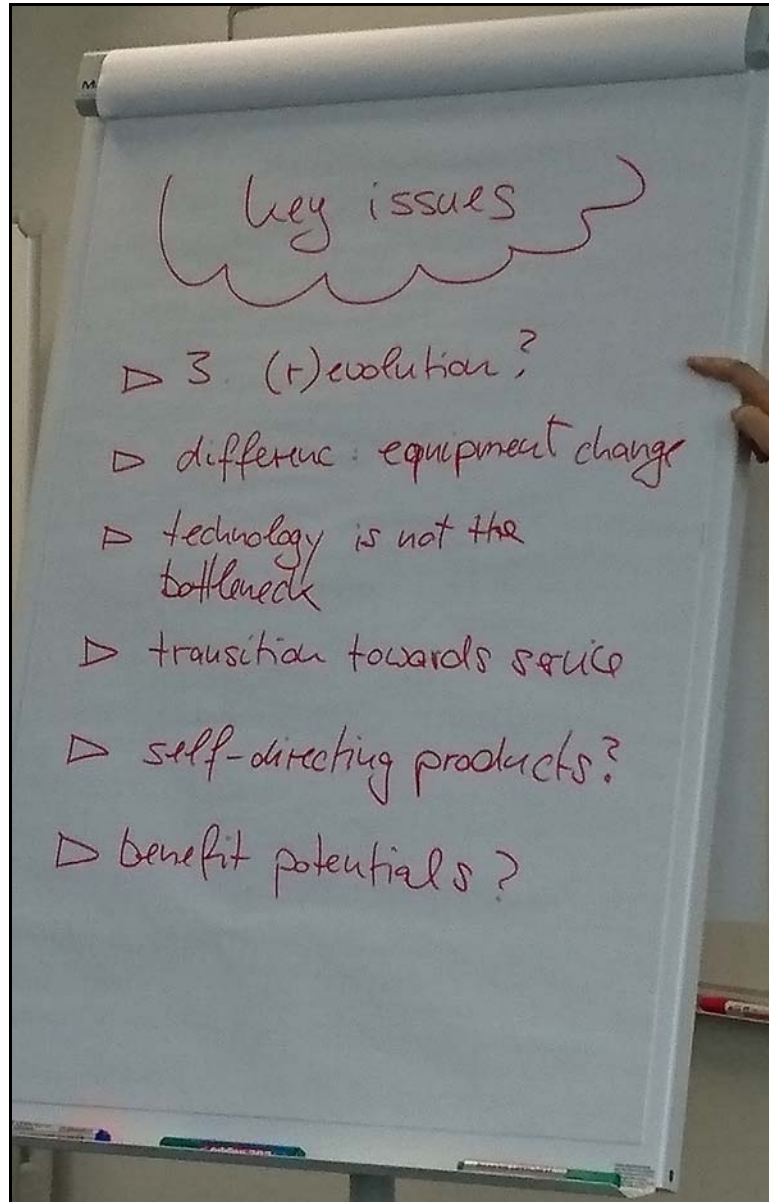 key issues
▷ 3. (r)evolution?
▷ differenc : equipment change
▷ technology is not the
bottleneck
▷ transition towards service
▷ self-directing products?
▷ benefit potentials?